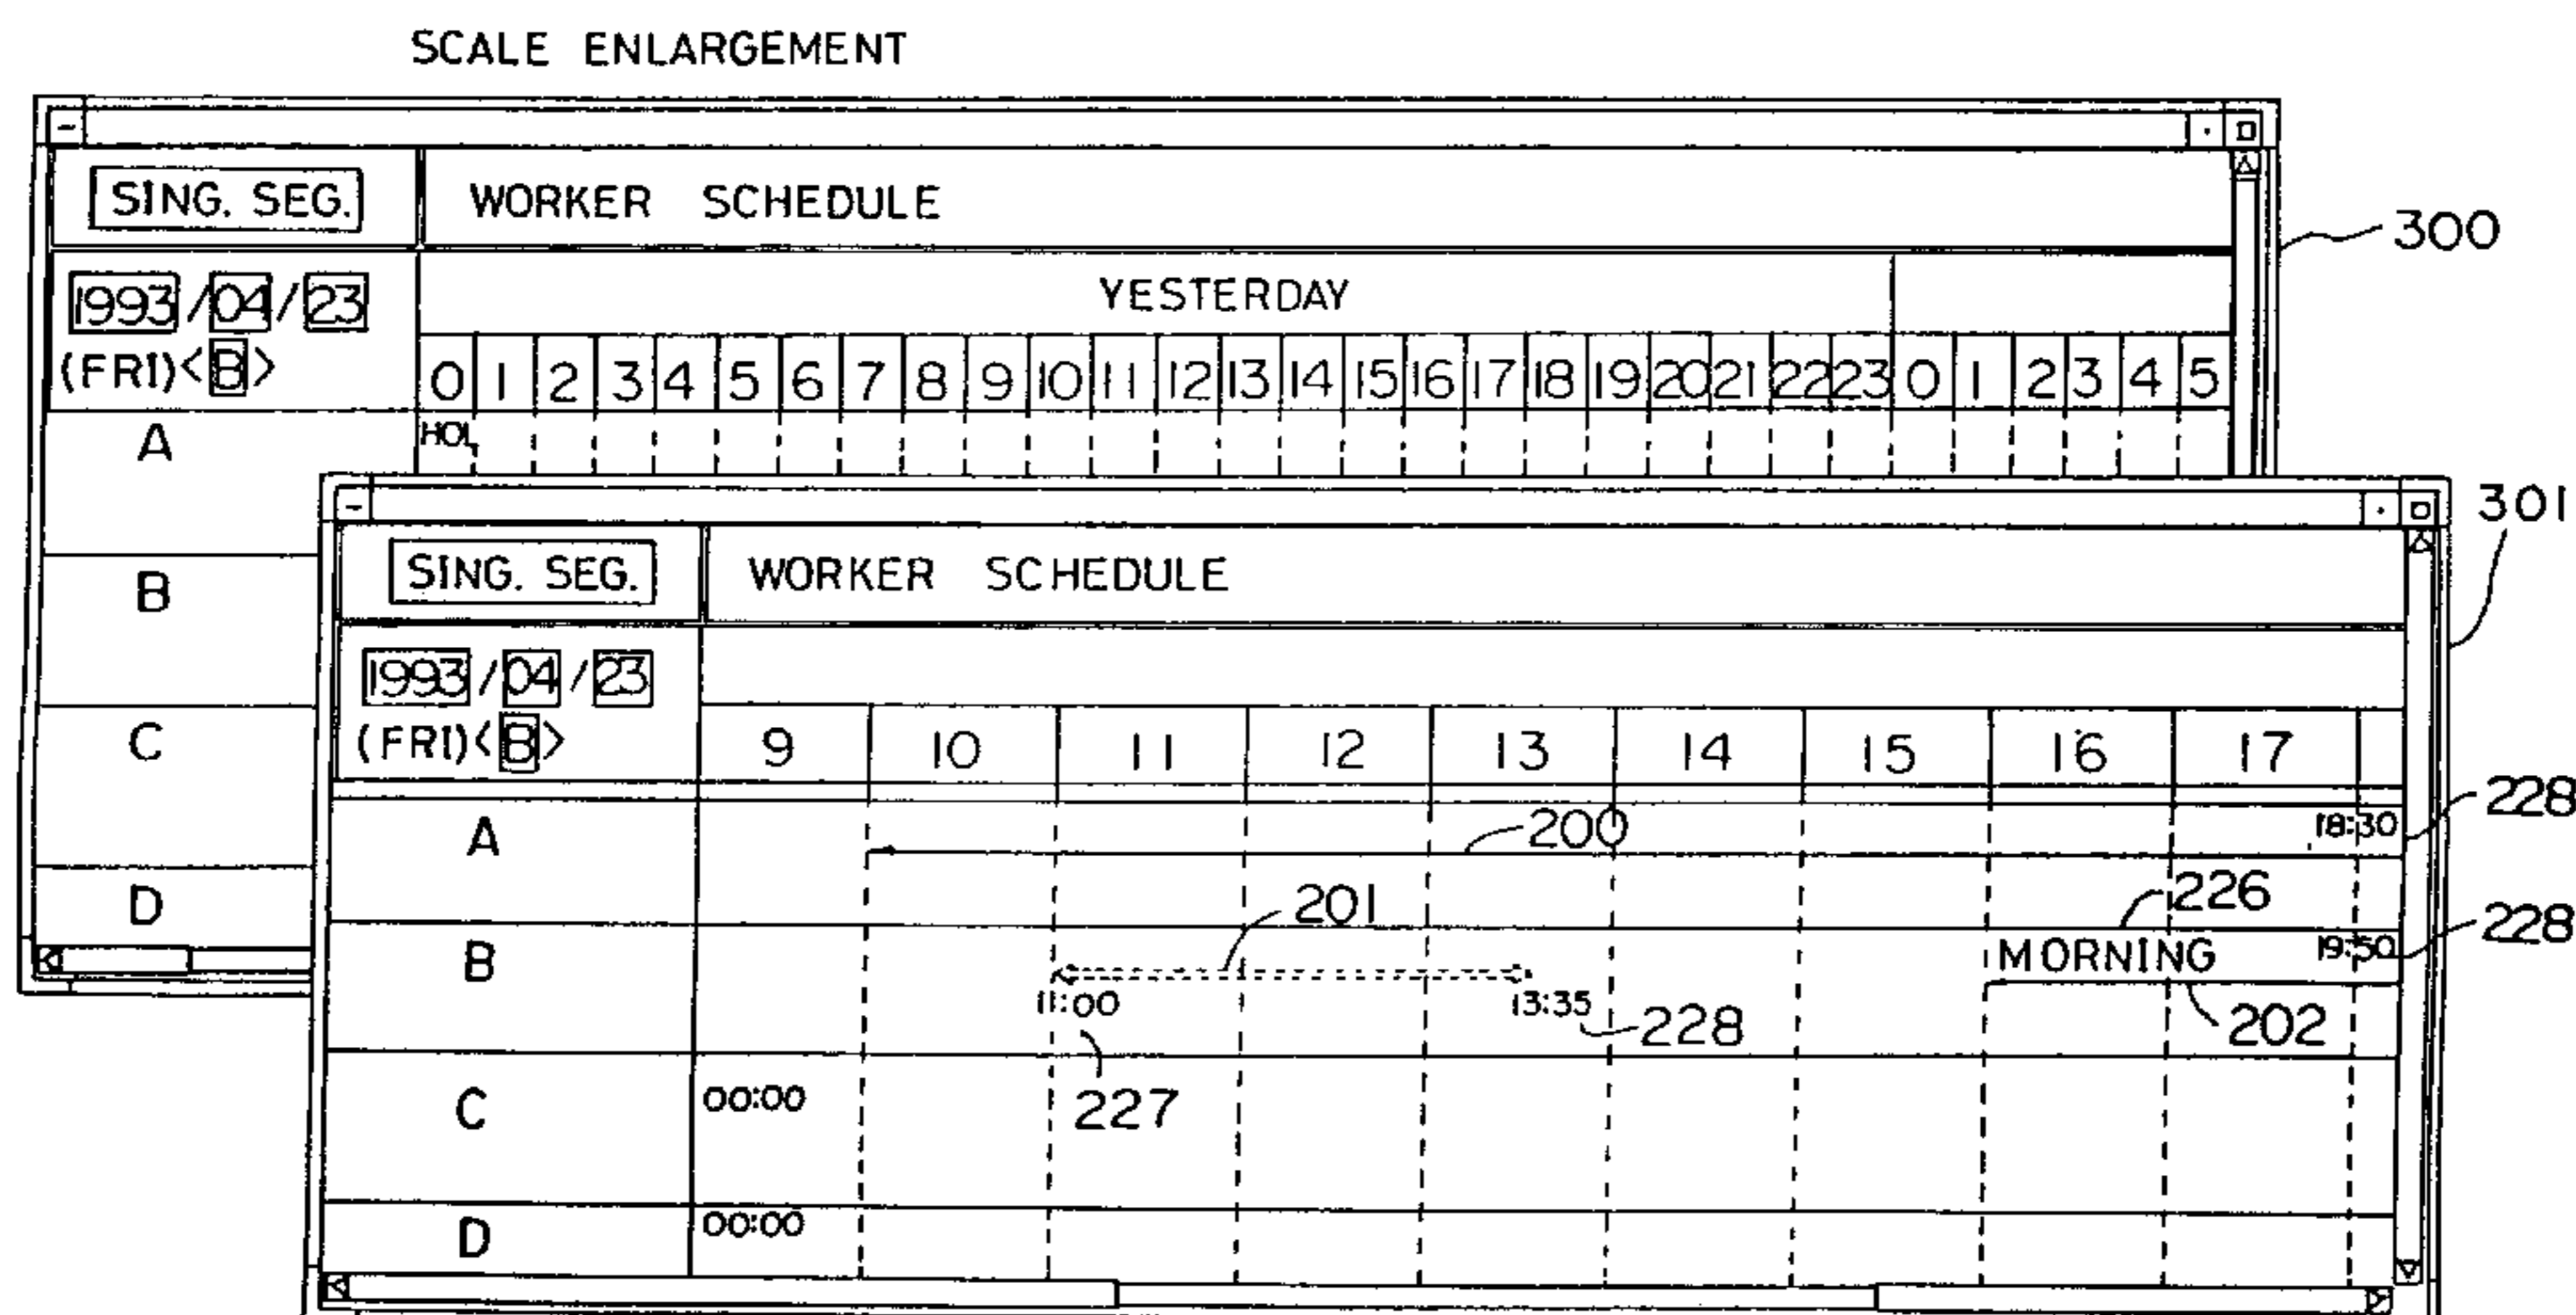 SCALE ENLARGEMENT
SING. SEG. WORKER SCHEDULE
300
1993/04/23 YESTERDAY
(FRI)<B> 0 1 2 3 4 5 6 7 8 9 10 11 12 13 14 15 16 17 18 19 20 21 22 23 0 1 2 3 4 5
A HOL
B
C
D
301
SING. SEG. WORKER SCHEDULE
1993/04/23
(FRI)<B> 9 10 11 12 13 14 15 16 17
A 200 18:30 228
201 226
B MORNING 19:50 228
11:00 13:35 228 202
C 00:00 227
D 00:00